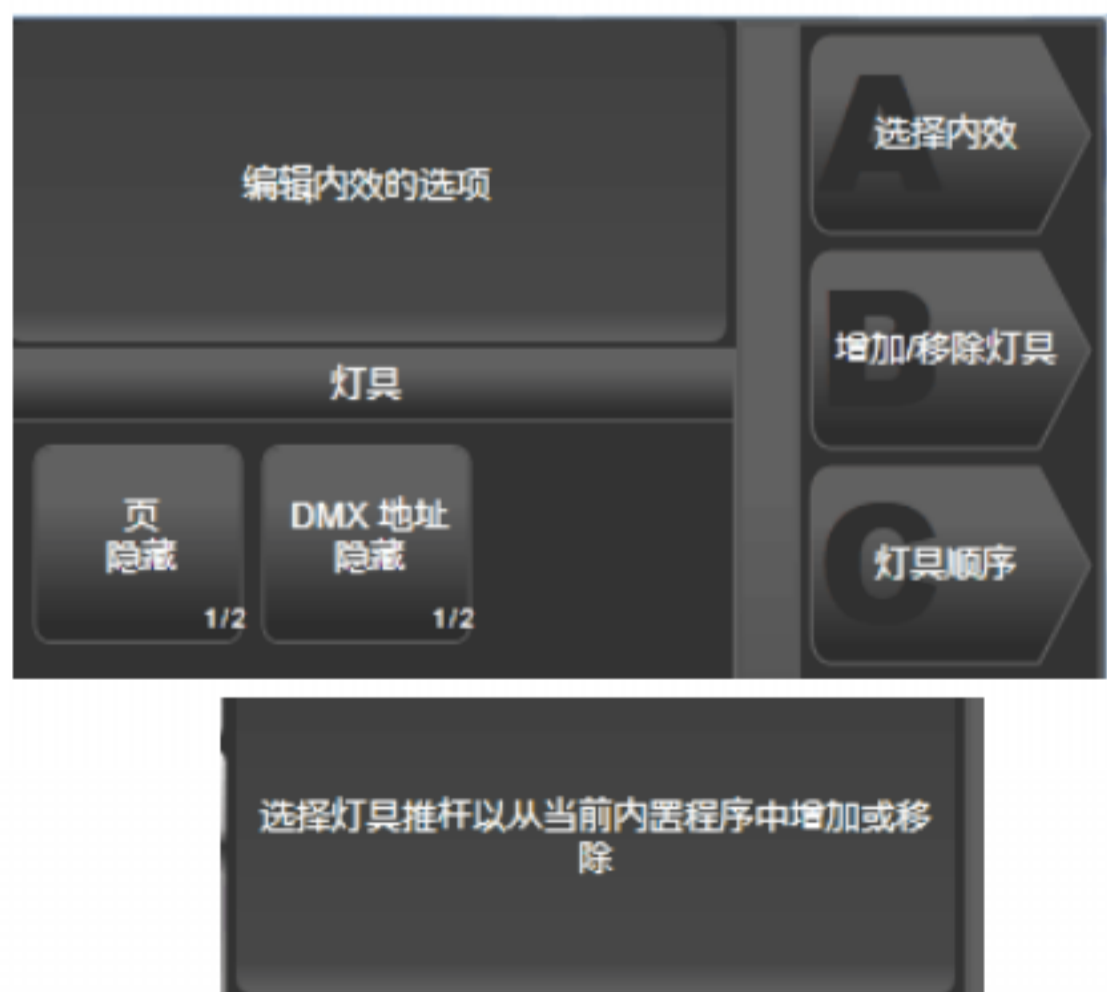 编辑内效的选项
A
选择内效
B
增加/移除灯具
灯具
页
隐藏
1/2
DMX 地址
隐藏
1/2
C
灯具顺序
选择灯具推杆以从当前内置程序中增加或移
除